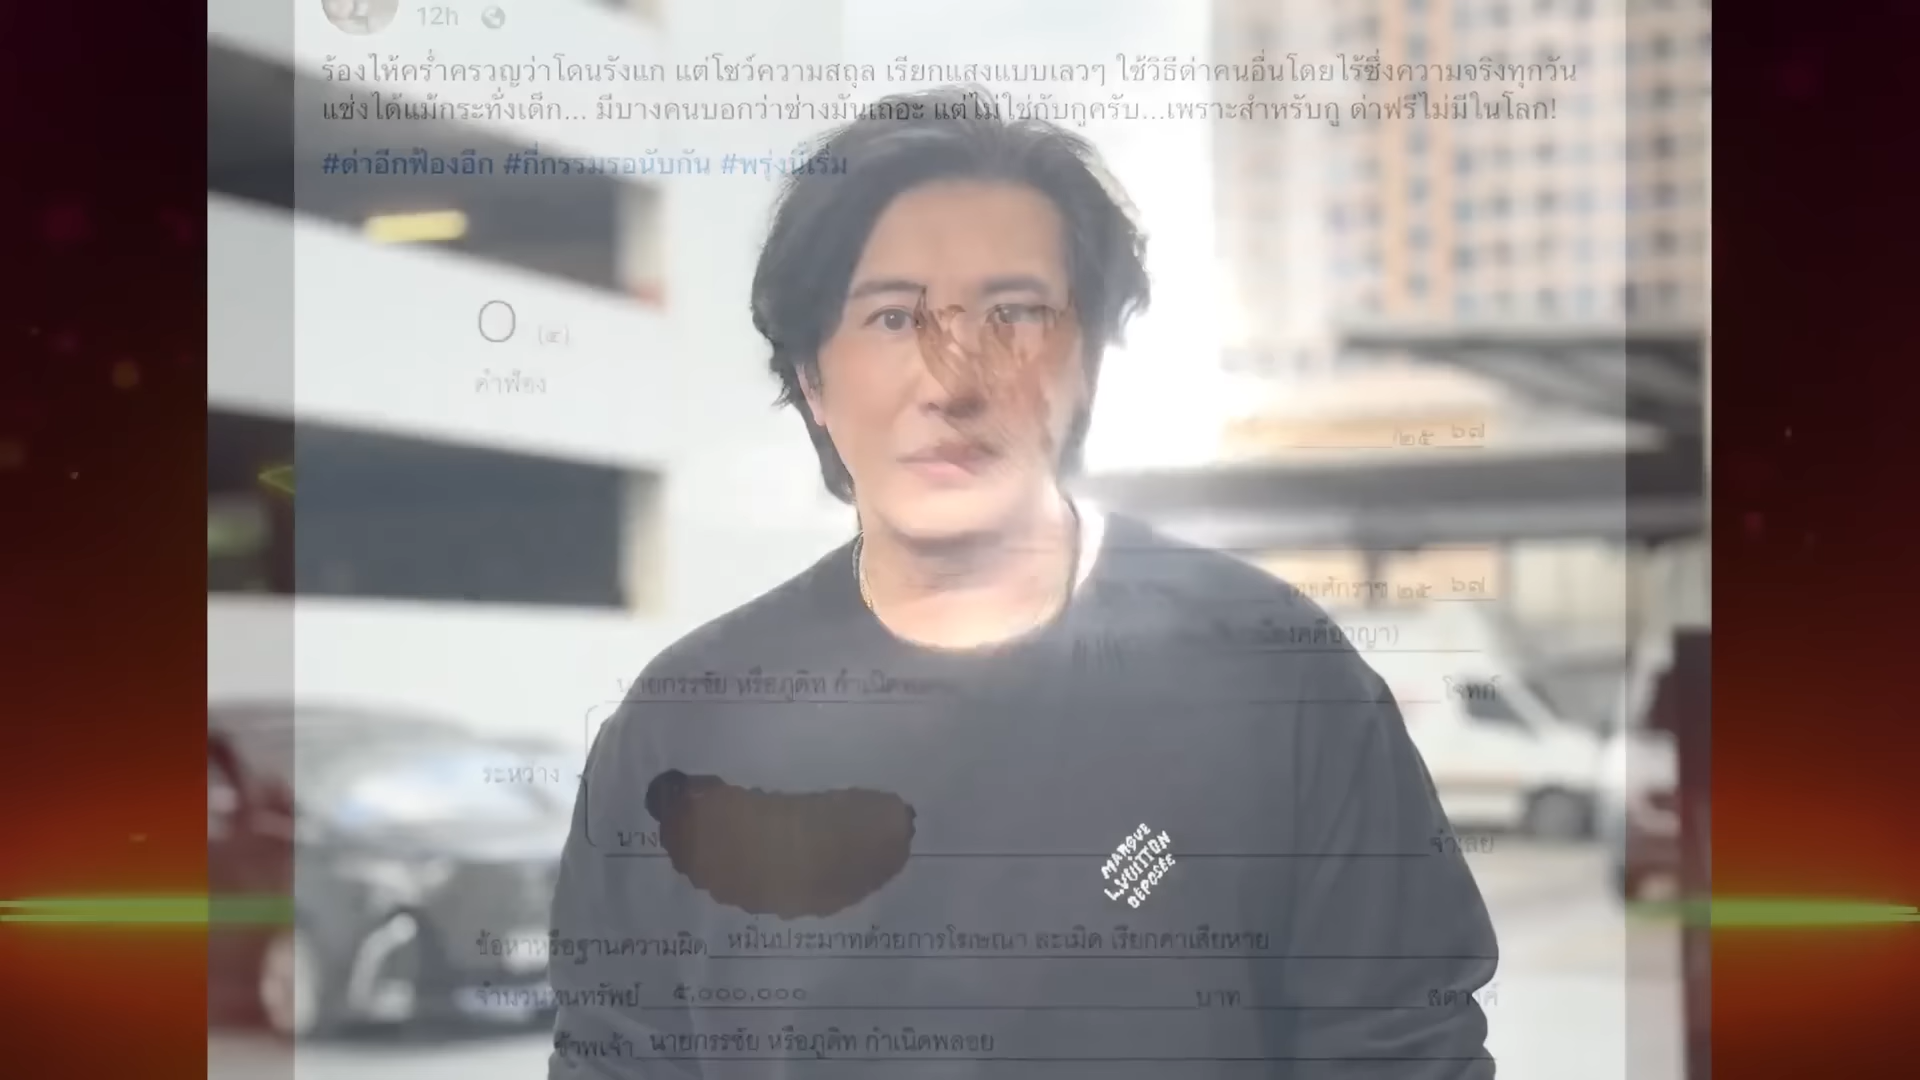 12h
ร้องไห้คร่ำครวญว่าโดนรังแก แต่โชว์ความสถุล เรียกแสงแบบเลวๆ ใช้วิธีด่าคนอื่นโดยไร้ซึ่งความจริงทุกวัน
แช่งได้แม้กระทั่งเด็ก... มีบางคนบอกว่าช่างมันเถอะ แต่ไม่ใช่กับกูครับ...เพราะสำหรับกู ด่าฟรีไม่มีในโลก!
#ด่าอีกฟ้องอีก #กี่กรรมรอนับกัน #พรุ่งนี้เริ่ม
(๔)
คำฟ้อง
/๒๕ ๖๗
๒๕ ๖๗
นายกรรชัย หรือภูดิท กำเนิดพลอย
โจทก์
ระหว่าง
นาง
จำเลย
MARQUE
L.VUITTON
DÉPOSÉE
ข้อหาหรือฐานความผิด หมิ่นประมาทด้วยการโฆษณา ละเมิด เรียกค่าเสียหาย
จำนวนทุนทรัพย์ ๕,๐๐๐,๐๐๐ บาท สตางค์
ข้าพเจ้า นายกรรชัย หรือภูดิท กำเนิดพลอย